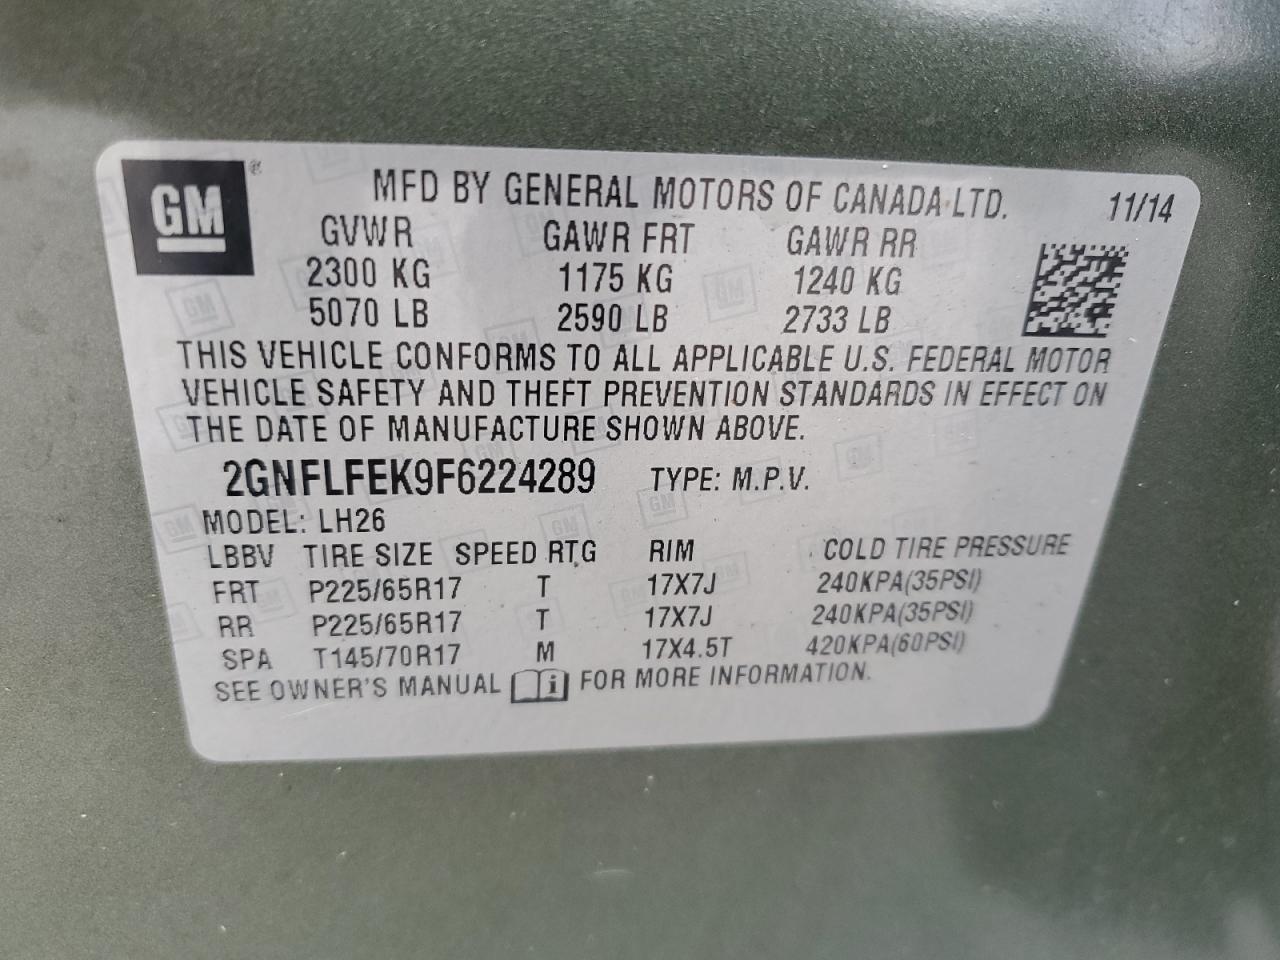 GM ® MFD BY GENERAL MOTORS OF CANADA LTD. 11/14
GVWR GAWR FRT GAWR RR
2300 KG 1175 KG 1240 KG
5070 LB 2590 LB 2733 LB
THIS VEHICLE CONFORMS TO ALL APPLICABLE U.S. FEDERAL MOTOR
VEHICLE SAFETY AND THEFT PREVENTION STANDARDS IN EFFECT ON
THE DATE OF MANUFACTURE SHOWN ABOVE.
2GNFLFEK9F6224289 TYPE: M.P.V.
MODEL: LH26
LBBV TIRE SIZE SPEED RTG RIM COLD TIRE PRESSURE
FRT P225/65R17 T 17X7J 240KPA(35PSI)
RR P225/65R17 T 17X7J 240KPA(35PSI)
SPA T145/70R17 M 17X4.5T 420KPA(60PSI)
SEE OWNER'S MANUAL i FOR MORE INFORMATION.